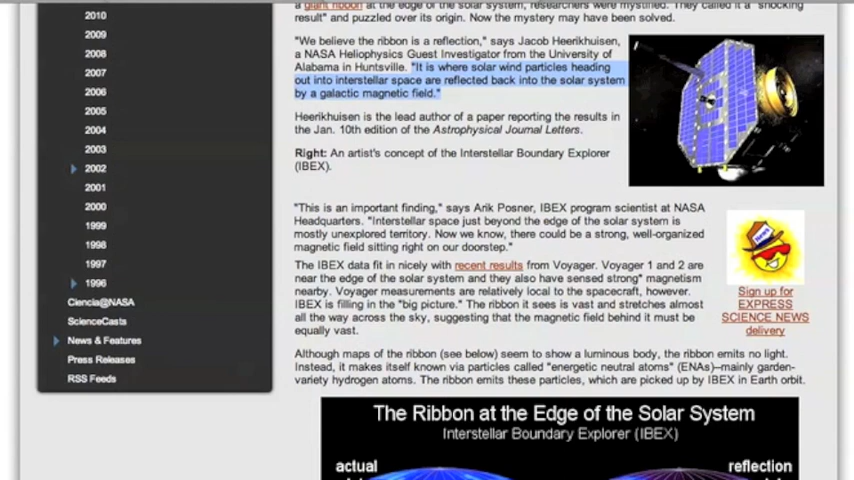 2010
2009
2008
2007
2006
2005
2004
2003
2002
2001
2000
1999
1998
1997
1996
Ciencia@NASA
ScienceCasts
News & Features
Press Releases
RSS Feeds
a giant ribbon at the edge of the solar system, researchers were mystified. They called it a "shocking
result" and puzzled over its origin. Now the mystery may have been solved.
"We believe the ribbon is a reflection," says Jacob Heerikhuisen,
a NASA Heliophysics Guest Investigator from the University of
Alabama in Huntsville. "It is where solar wind particles heading
out into interstellar space are reflected back into the solar system
by a galactic magnetic field."
Heerikhuisen is the lead author of a paper reporting the results in
the Jan. 10th edition of the Astrophysical Journal Letters.
Right: An artist's concept of the Interstellar Boundary Explorer
(IBEX).
"This is an important finding," says Arik Posner, IBEX program scientist at NASA
Headquarters. "Interstellar space just beyond the edge of the solar system is
mostly unexplored territory. Now we know, there could be a strong, well-organized
magnetic field sitting right on our doorstep."
The IBEX data fit in nicely with recent results from Voyager. Voyager 1 and 2 are
near the edge of the solar system and they also have sensed strong* magnetism
nearby. Voyager measurements are relatively local to the spacecraft, however.
IBEX is filling in the "big picture." The ribbon it sees is vast and stretches almost
all the way across the sky, suggesting that the magnetic field behind it must be
equally vast.
Although maps of the ribbon (see below) seem to show a luminous body, the ribbon emits no light.
Instead, it makes itself known via particles called "energetic neutral atoms" (ENAs)--mainly garden-
variety hydrogen atoms. The ribbon emits these particles, which are picked up by IBEX in Earth orbit.
News
Sign up for
EXPRESS
SCIENCE NEWS
delivery
The Ribbon at the Edge of the Solar System
Interstellar Boundary Explorer (IBEX)
actual
reflection